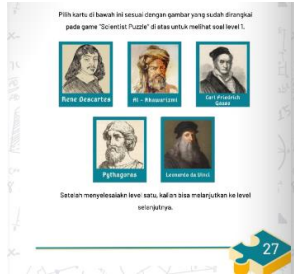 Pilih kartu di bawah ini sesuai dengan gambar yang sudah dirangkai
pada game "Scientist Puzzle" di atas untuk melihat soal level 1.
Rene Descartes
Al - Khawarizmi
Carl Friedrich
Gauss
Pythagoras
Leonardo da Vinci
Setelah menyelesaiakn level satu, kalian bisa melanjutkan ke level
selanjutnya.
27